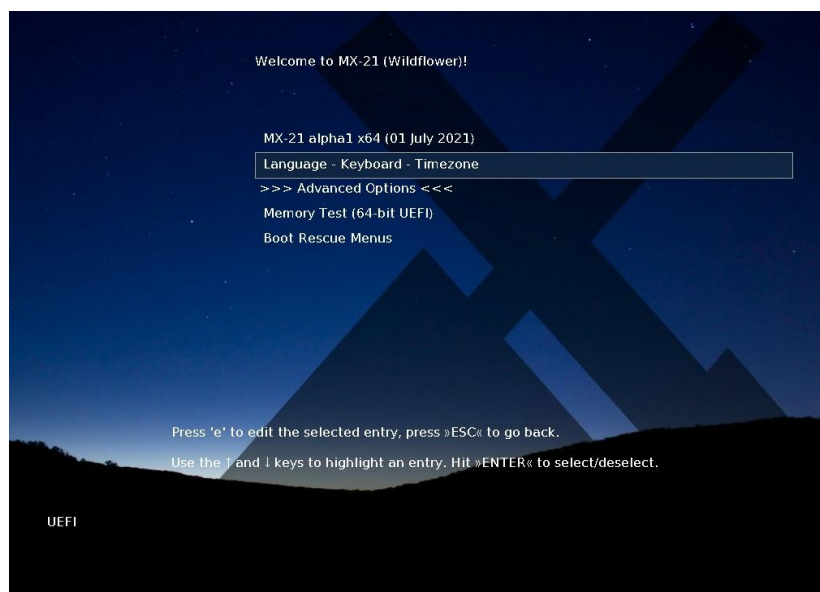 Welcome to MX-21 (Wildflower)!
MX-21 alpha1 x64 (01 July 2021)
Language - Keyboard - Timezone
>>> Advanced Options <<<
Memory Test (64-bit UEFI)
Boot Rescue Menus
Press 'e' to edit the selected entry, press »ESC« to go back.
Use the ↑ and ↓ keys to highlight an entry. Hit »ENTER« to select/deselect.
UEFI